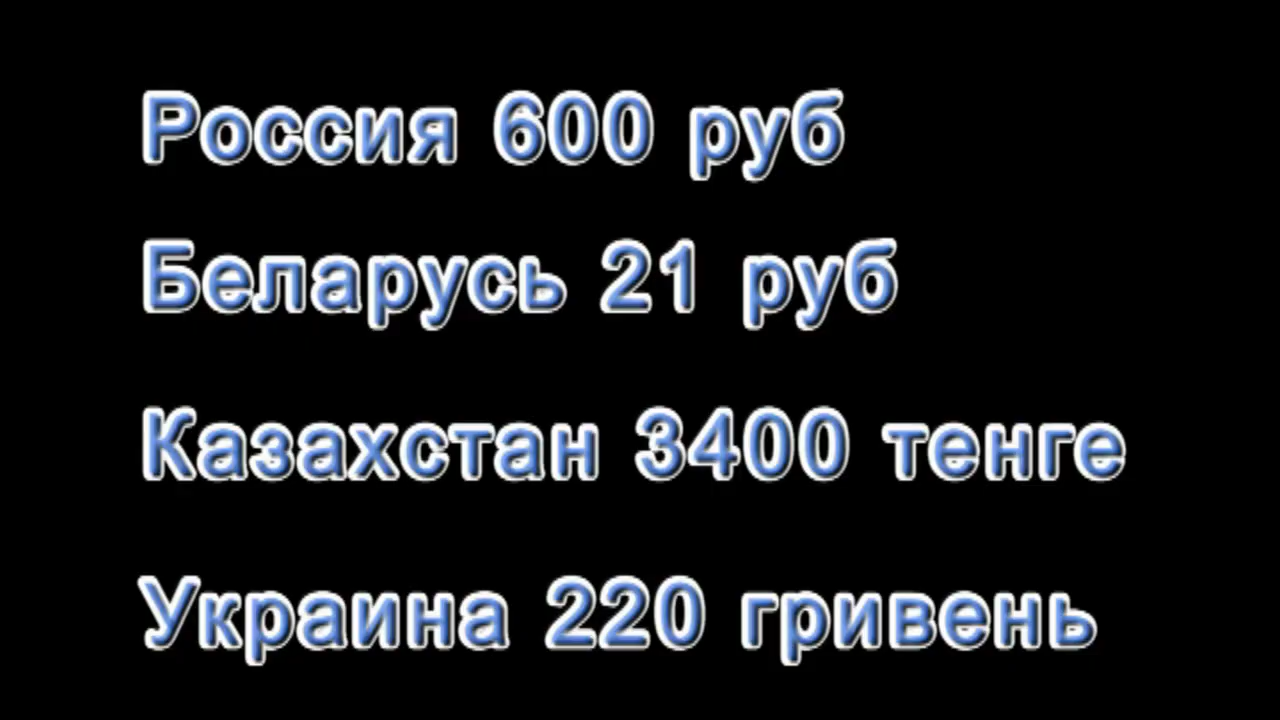 Россия 600 руб
Беларусь 21 руб
Казахстан 3400 тенге
Украина 220 гривень